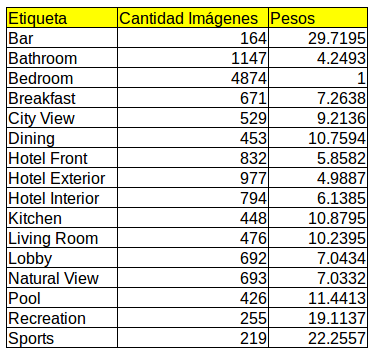 Etiqueta Cantidad Imágenes Pesos
Bar 164 29.7195
Bathroom 1147 4.2493
Bedroom 4874 1
Breakfast 671 7.2638
City View 529 9.2136
Dining 453 10.7594
Hotel Front 832 5.8582
Hotel Exterior 977 4.9887
Hotel Interior 794 6.1385
Kitchen 448 10.8795
Living Room 476 10.2395
Lobby 692 7.0434
Natural View 693 7.0332
Pool 426 11.4413
Recreation 255 19.1137
Sports 219 22.2557